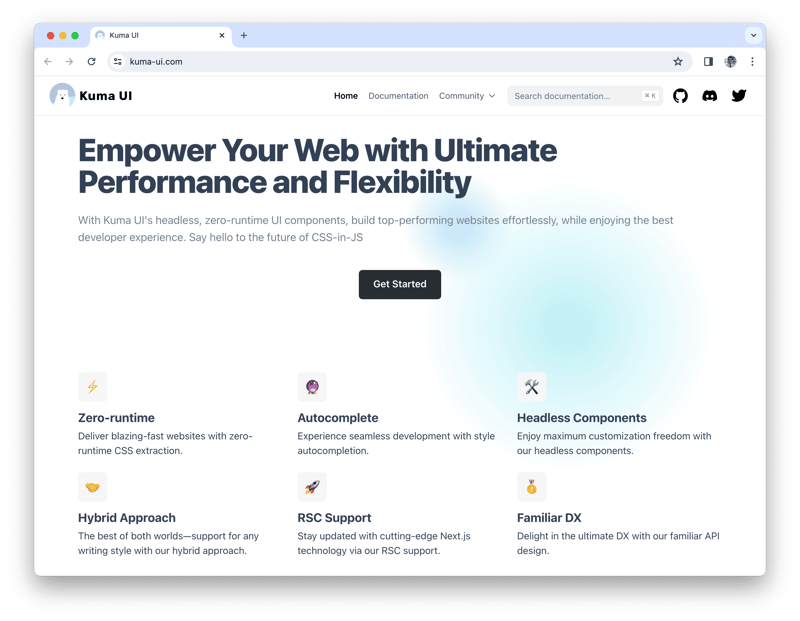 Kuma UI
kuma-ui.com
Kuma UI
Home
Documentation
Community
Search documentation...
⌘ K
Empower Your Web with Ultimate
Performance and Flexibility
With Kuma UI's headless, zero-runtime UI components, build top-performing websites effortlessly, while enjoying the best
developer experience. Say hello to the future of CSS-in-JS
Get Started
Zero-runtime
Deliver blazing-fast websites with zero-
runtime CSS extraction.
Autocomplete
Experience seamless development with style
autocompletion.
Headless Components
Enjoy maximum customization freedom with
our headless components.
Hybrid Approach
The best of both worlds—support for any
writing style with our hybrid approach.
RSC Support
Stay updated with cutting-edge Next.js
technology via our RSC support.
Familiar DX
Delight in the ultimate DX with our familiar API
design.